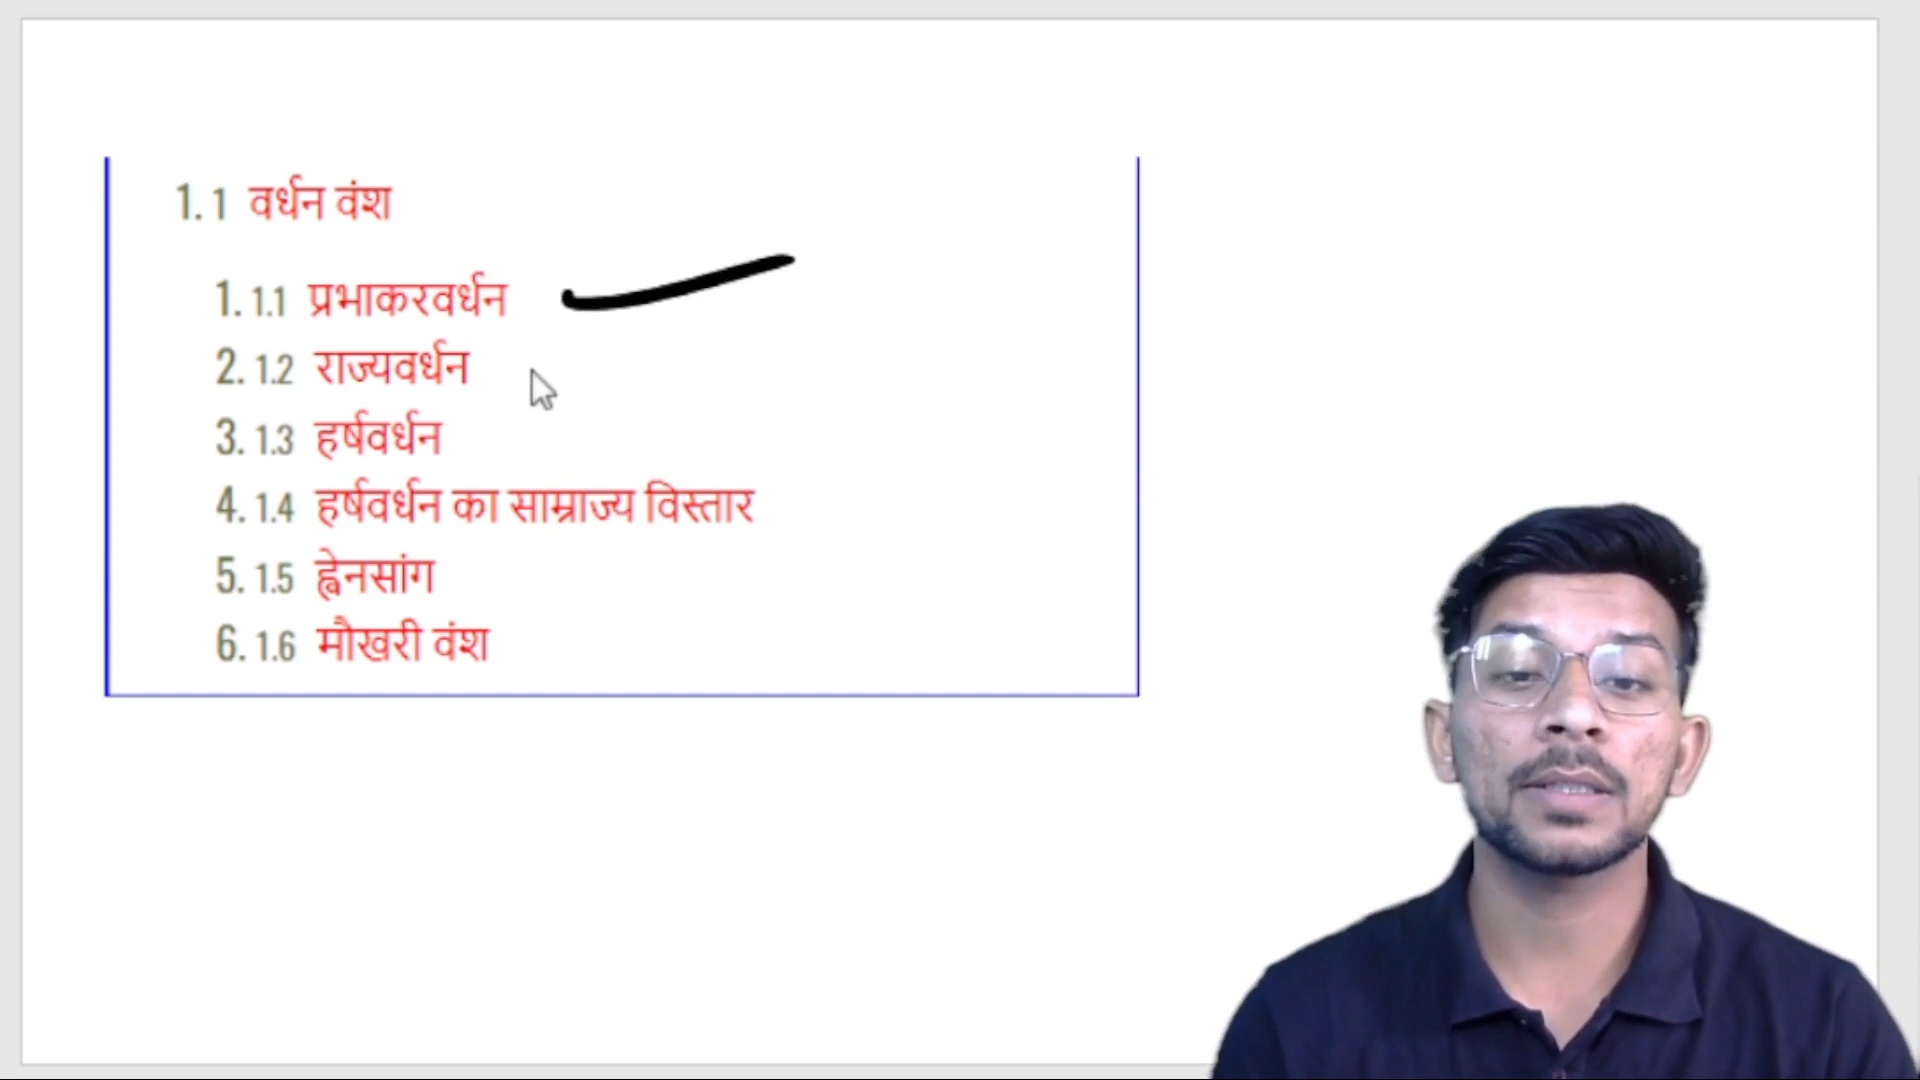 1. 1 वर्धन वंश
1. 1.1 प्रभाकरवर्धन
2. 1.2 राज्यवर्धन
3. 1.3 हर्षवर्धन
4. 1.4 हर्षवर्धन का साम्राज्य विस्तार
5. 1.5 ह्वेनसांग
6. 1.6 मौखरी वंश